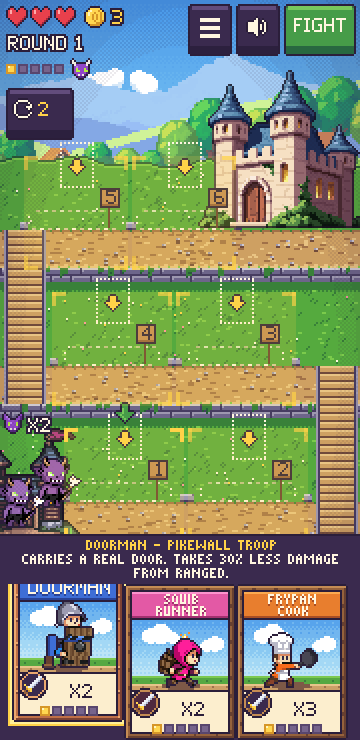 3
FIGHT
ROUND 1
2
5
6
4
3
X2
1
2
DOORMAN - PIKEWALL TROOP
CARRIES A REAL DOOR. TAKES 30% LESS DAMAGE
FROM RANGED.
DOORMAN
X2
SQUIB
RUNNER
X2
FRYPAN
COOK
X3